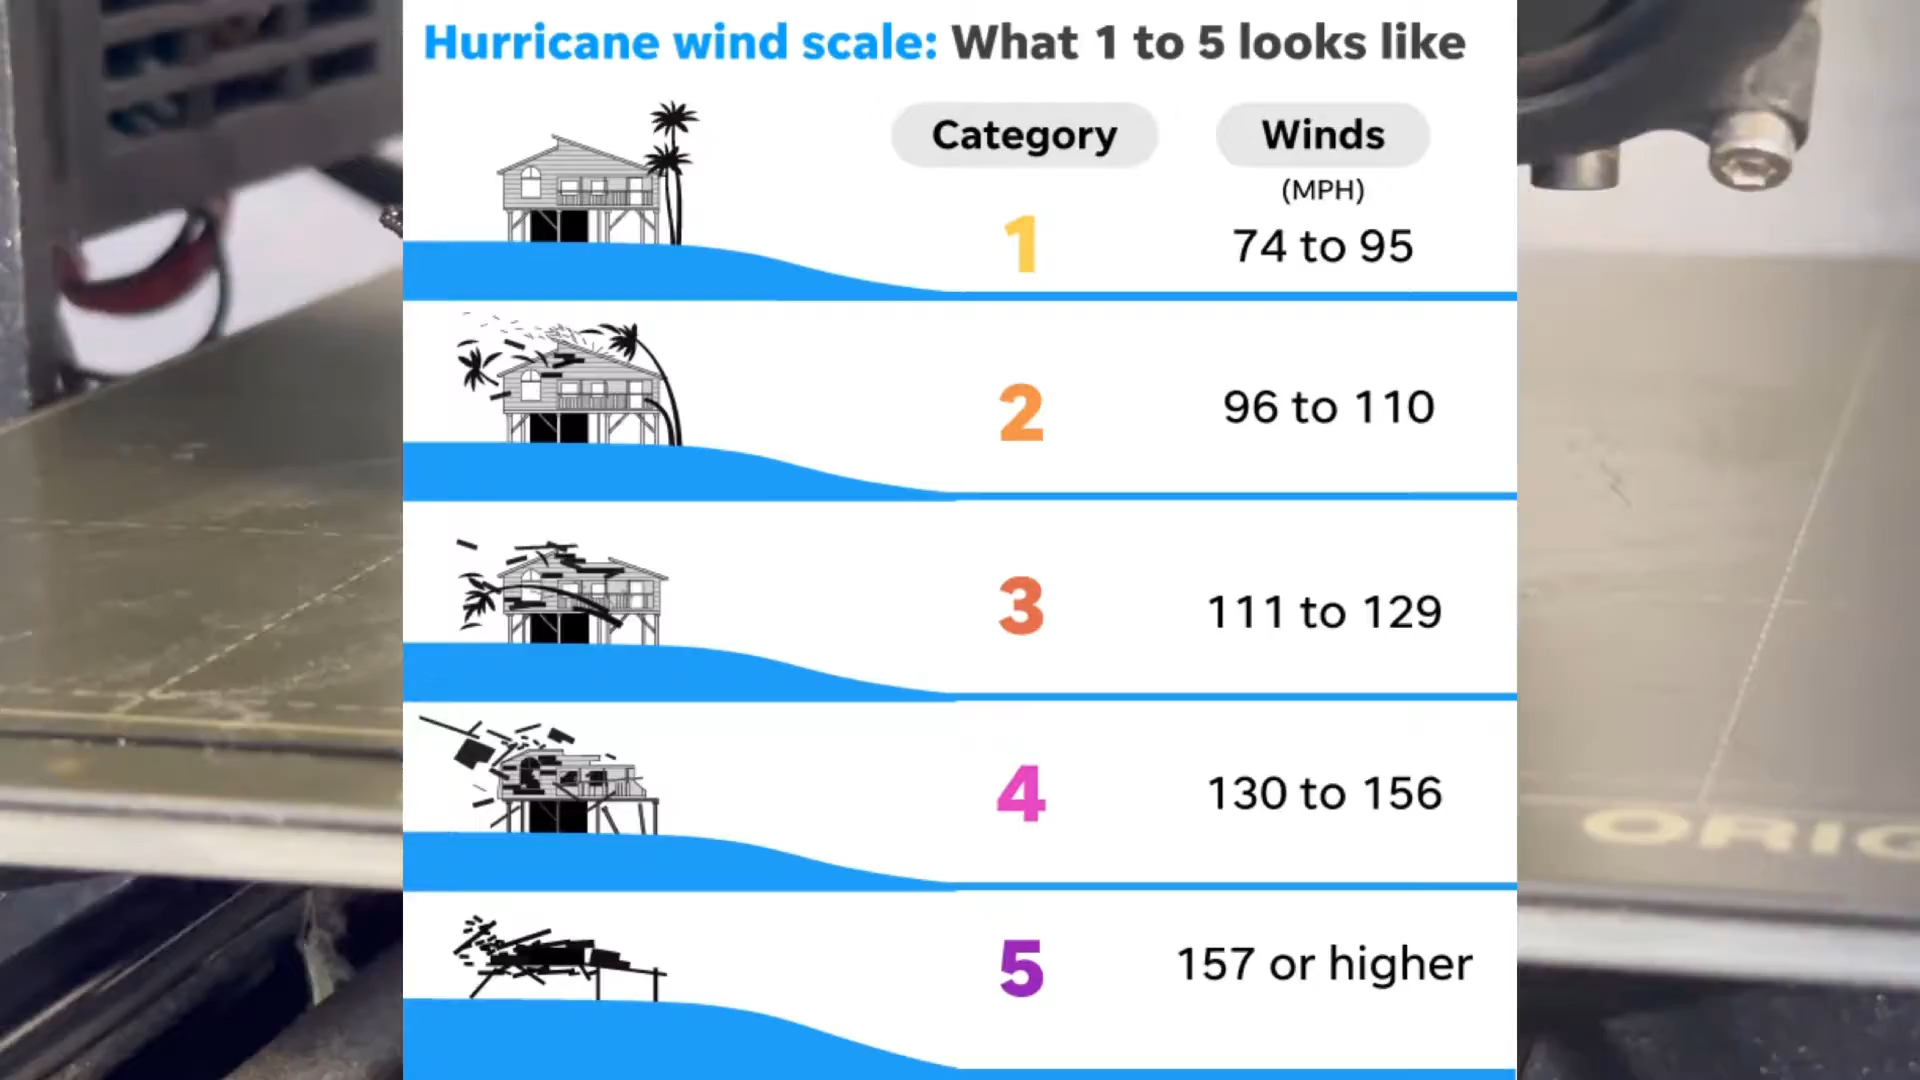 Hurricane wind scale: What 1 to 5 looks like
Category Winds
(MPH)
1 74 to 95
2 96 to 110
3 111 to 129
4 130 to 156
5 157 or higher
ORIG